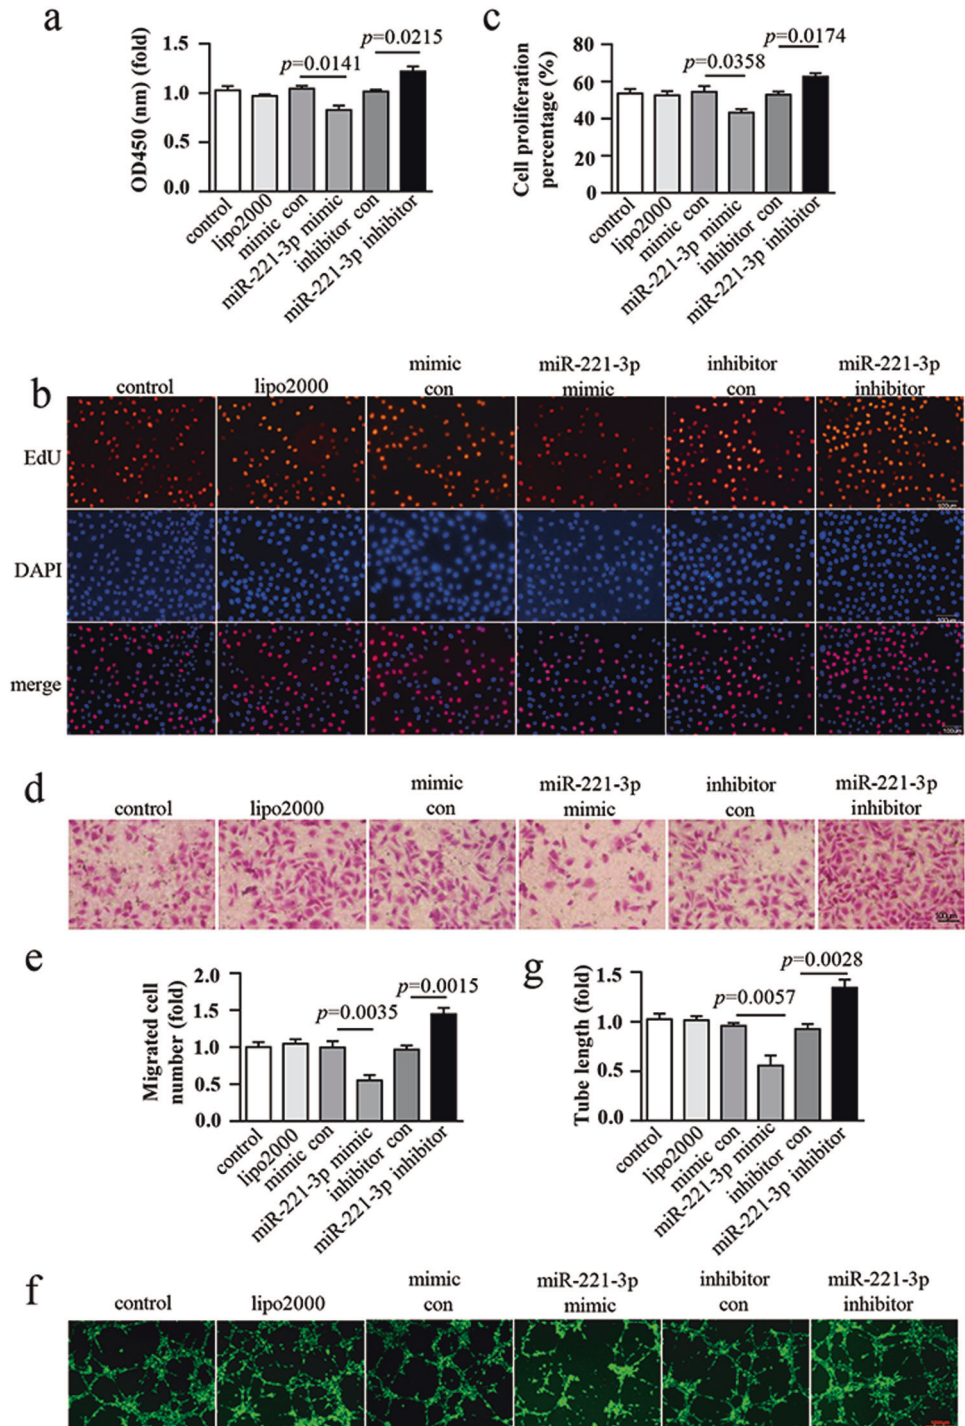 a
OD450 (nm) (fold)
1.5
1.0
0.5
0.0
p=0.0141
p=0.0215
control
lipo2000
mimic con
miR-221-3p mimic
inhibitor con
miR-221-3p inhibitor
c
Cell proliferation
percentage (%)
80
60
40
20
0
p=0.0358
p=0.0174
control
lipo2000
mimic con
miR-221-3p mimic
inhibitor con
miR-221-3p inhibitor
b
control
lipo2000
mimic
con
miR-221-3p
mimic
inhibitor
con
miR-221-3p
inhibitor
EdU
100μm
DAPI
100μm
merge
100μm
d
control
lipo2000
mimic
con
miR-221-3p
mimic
inhibitor
con
miR-221-3p
inhibitor
e
Migrated cell
number (fold)
2.0
1.5
1.0
0.5
0.0
p=0.0035
p=0.0015
control
lipo2000
mimic con
miR-221-3p mimic
inhibitor con
miR-221-3p inhibitor
g
Tube length (fold)
1.5
1.0
0.5
0.0
p=0.0057
p=0.0028
control
lipo2000
mimic con
miR-221-3p mimic
inhibitor con
miR-221-3p inhibitor
f
control
lipo2000
mimic
con
miR-221-3p
mimic
inhibitor
con
miR-221-3p
inhibitor